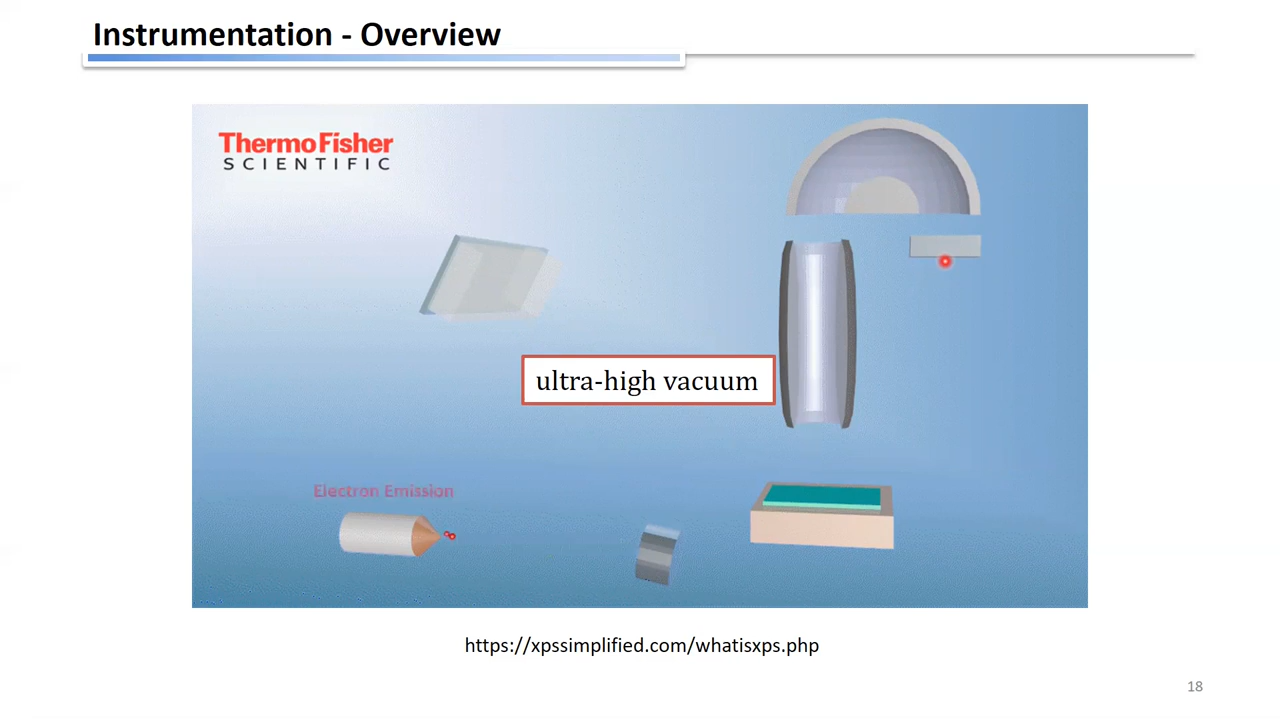 Instrumentation - Overview
ThermoFisher
SCIENTIFIC
ultra-high vacuum
Electron Emission
https://xpssimplified.com/whatisxps.php
18